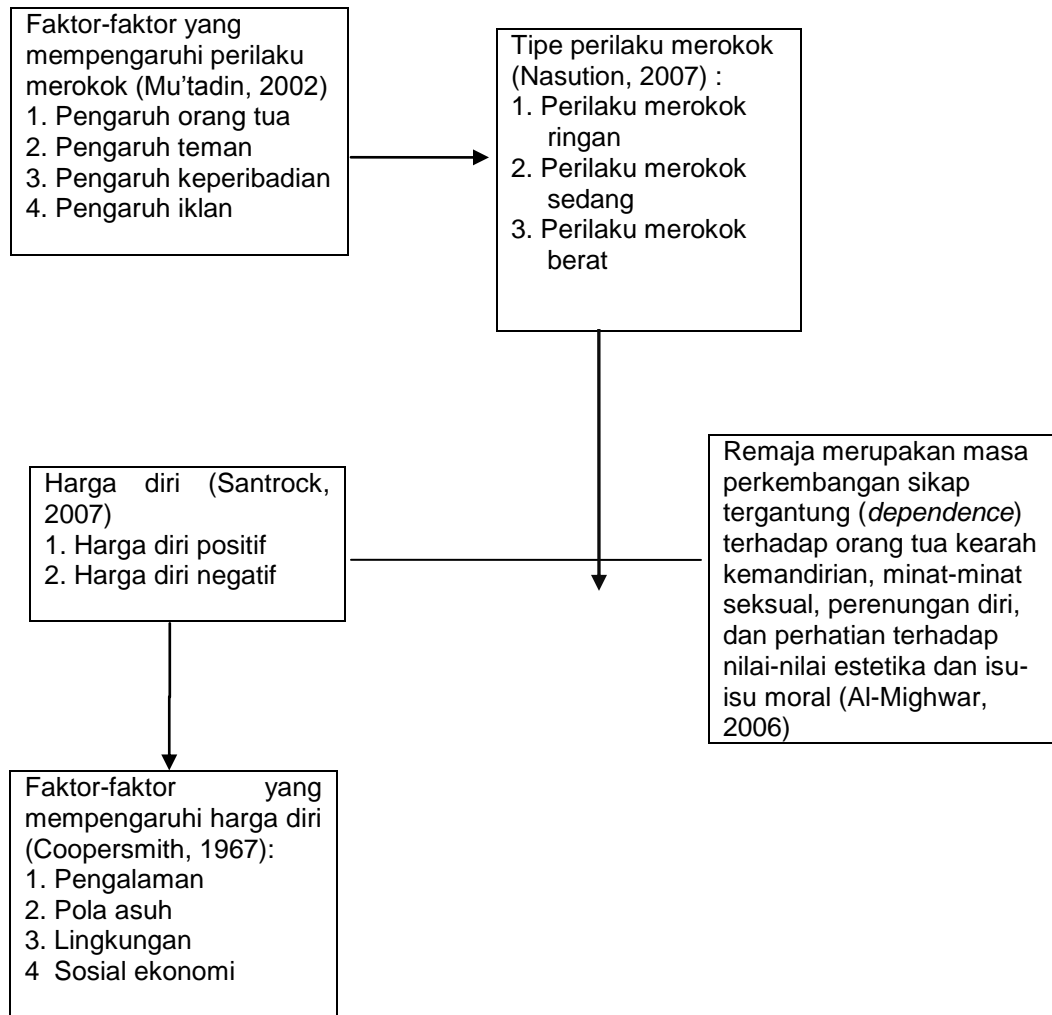 Faktor-faktor yang
mempengaruhi perilaku
merokok (Mu’tadin, 2002)
1. Pengaruh orang tua
2. Pengaruh teman
3. Pengaruh keperibadian
4. Pengaruh iklan
Tipe perilaku merokok
(Nasution, 2007) :
1. Perilaku merokok
ringan
2. Perilaku merokok
sedang
3. Perilaku merokok
berat
Harga diri (Santrock,
2007)
1. Harga diri positif
2. Harga diri negatif
Remaja merupakan masa
perkembangan sikap
tergantung (dependence)
terhadap orang tua kearah
kemandirian, minat-minat
seksual, perenungan diri,
dan perhatian terhadap
nilai-nilai estetika dan isu-
isu moral (Al-Mighwar,
2006)
Faktor-faktor yang
mempengaruhi harga diri
(Coopersmith, 1967):
1. Pengalaman
2. Pola asuh
3. Lingkungan
4 Sosial ekonomi